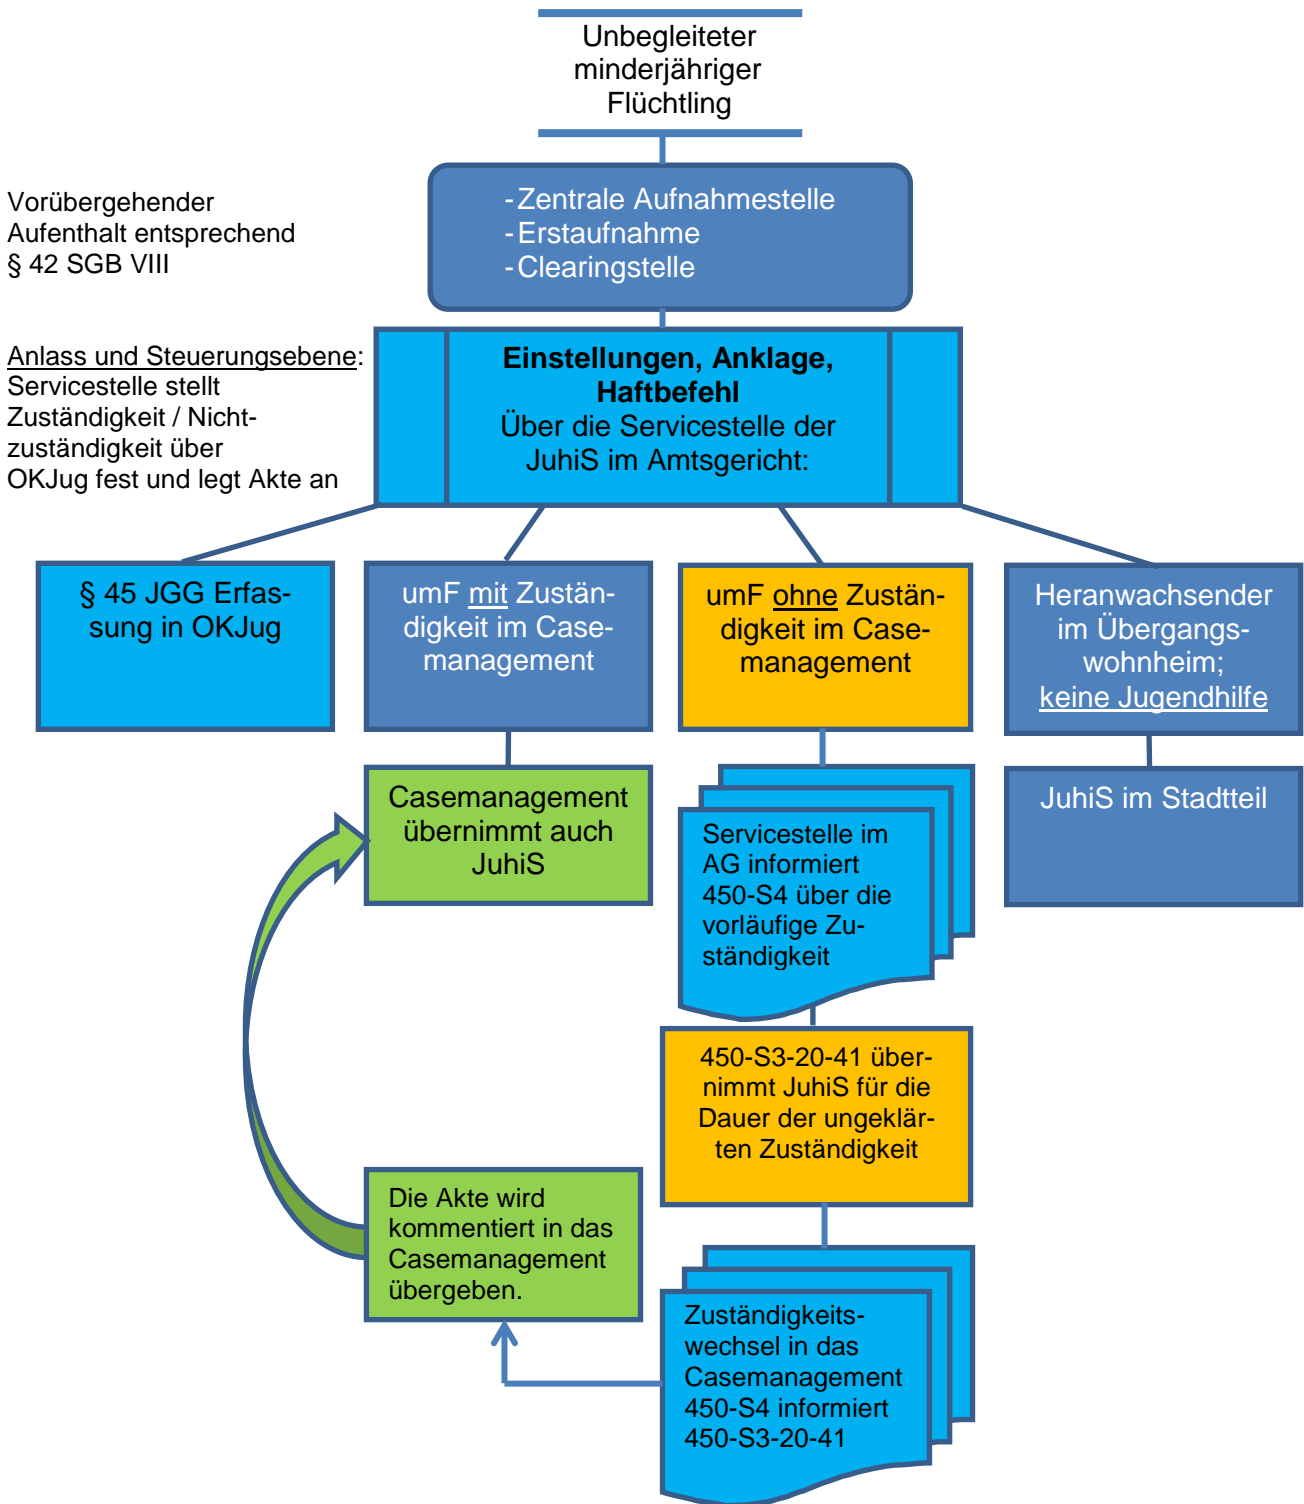 Unbegleiteter
minderjähriger
Flüchtling
Vorübergehender
Aufenthalt entsprechend
§ 42 SGB VIII
- Zentrale Aufnahmestelle
- Erstaufnahme
- Clearingstelle
Anlass und Steuerungsebene:
Servicestelle stellt
Zuständigkeit / Nicht-
zuständigkeit über
OKJug fest und legt Akte an
Einstellungen, Anklage,
Haftbefehl
Über die Servicestelle der
JuhiS im Amtsgericht:
§ 45 JGG Erfas-
sung in OKJug
umF mit Zustän-
digkeit im Case-
management
umF ohne Zustän-
digkeit im Case-
management
Heranwachsender
im Übergangs-
wohnheim;
keine Jugendhilfe
Casemanagement
übernimmt auch
JuhiS
Servicestelle im
AG informiert
450-S4 über die
vorläufige Zu-
ständigkeit
JuhiS im Stadtteil
450-S3-20-41 über-
nimmt JuhiS für die
Dauer der ungeklär-
ten Zuständigkeit
Die Akte wird
kommentiert in das
Casemanagement
übergeben.
Zuständigkeits-
wechsel in das
Casemanagement
450-S4 informiert
450-S3-20-41